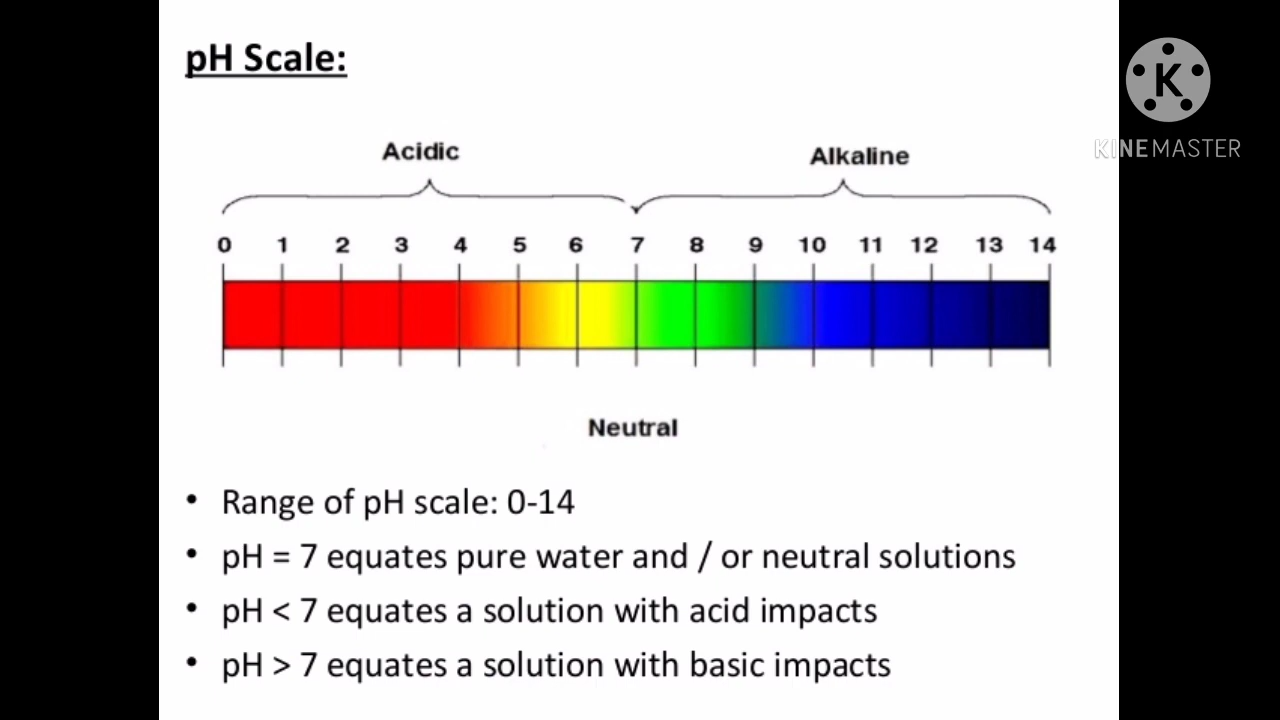 pH Scale:
K
KINEMASTER
Acidic
Alkaline
0 1 2 3 4 5 6 7 8 9 10 11 12 13 14
Neutral
• Range of pH scale: 0-14
• pH = 7 equates pure water and / or neutral solutions
• pH < 7 equates a solution with acid impacts
• pH > 7 equates a solution with basic impacts